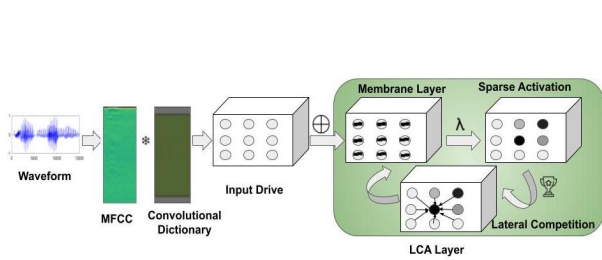 Membrane Layer
Sparse Activation
*
λ
Waveform
Input Drive
MFCC
Convolutional
Dictionary
Lateral Competition
LCA Layer